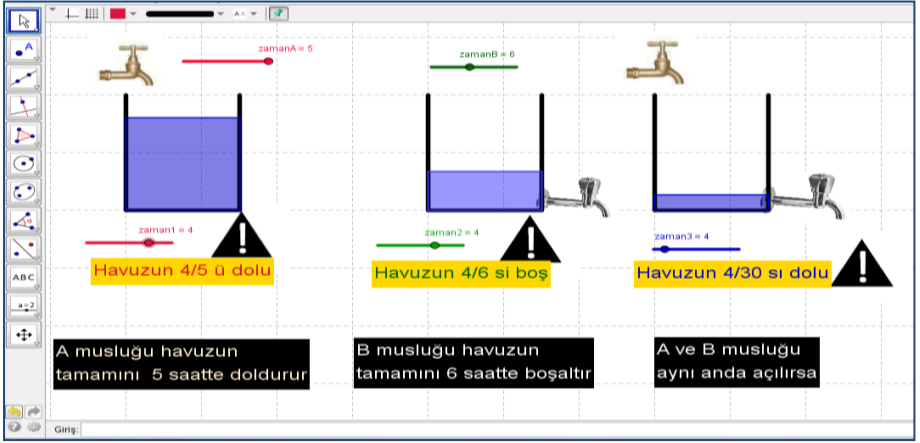 A
a
ABC
a=2
Giriş:
A A
zamanA = 5
zaman1 = 4
Havuzun 4/5 ü dolu
A musluğu havuzun
tamamını 5 saatte doldurur
zamanB = 6
zaman2 = 4
Havuzun 4/6 si boş
B musluğu havuzun
tamamını 6 saatte boşaltır
zaman3 = 4
Havuzun 4/30 sı dolu
A ve B musluğu
aynı anda açılırsa